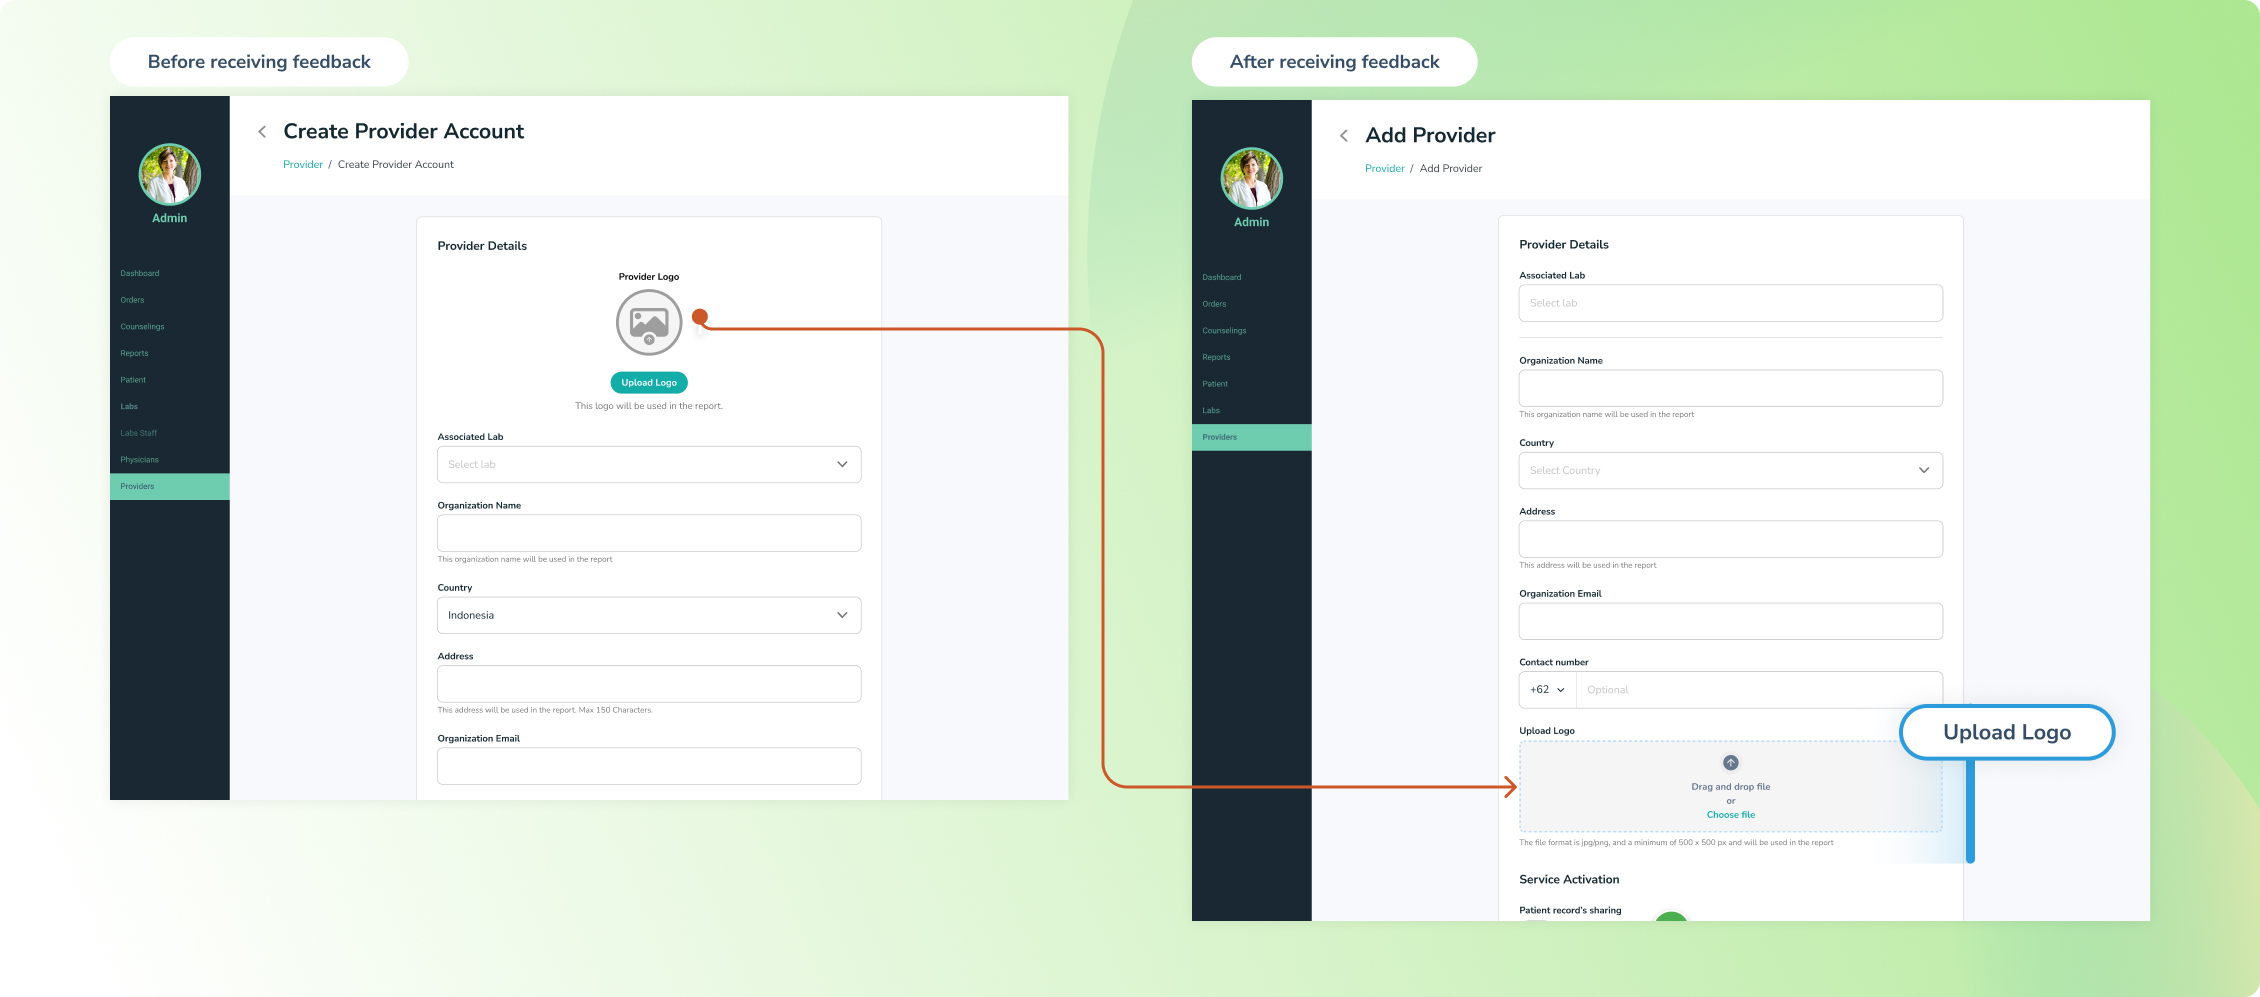 Before receiving feedback
Admin
Dashboard
Orders
Counselings
Reports
Patient
Labs
Labs Staff
Physicians
Providers
Create Provider Account
Provider / Create Provider Account
Provider Details
Provider Logo
Upload Logo
This logo will be used in the report.
Associated Lab
Select lab
Organization Name
This organization name will be used in the report
Country
Indonesia
Address
This address will be used in the report. Max 150 Characters.
Organization Email
After receiving feedback
Admin
Dashboard
Orders
Counselings
Reports
Patient
Labs
Providers
Add Provider
Provider / Add Provider
Provider Details
Associated Lab
Select lab
Organization Name
This organization name will be used in the report
Country
Select Country
Address
This address will be used in the report
Organization Email
Contact number
+62 Optional
Upload Logo
Upload Logo
Drag and drop file
or
Choose file
The file format is jpg/png, and a minimum of 500 x 500 px and will be used in the report
Service Activation
Patient record's sharing